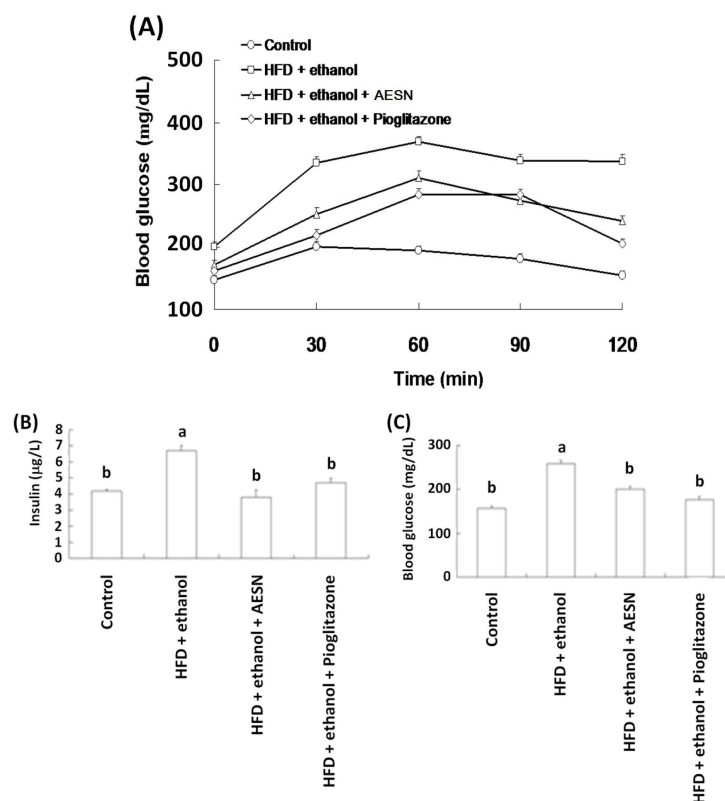 (A)
Control
HFD + ethanol
HFD + ethanol + AESN
HFD + ethanol + Pioglitazone
Blood glucose (mg/dL)
500
400
300
200
100
0 30 60 90 120
Time (min)
(B)
Insulin (µg/L)
8
7
6
5
4
3
2
1
0
b a b b
Control
HFD + ethanol
HFD + ethanol + AESN
HFD + ethanol + Pioglitazone
(C)
Blood glucose (mg/dL)
300
200
100
0
b a b b
Control
HFD + ethanol
HFD + ethanol + AESN
HFD + ethanol + Pioglitazone